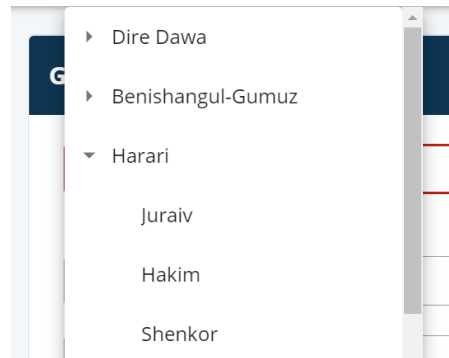 G
Dire Dawa
Benishangul-Gumuz
Harari
Juraiv
Hakim
Shenkor